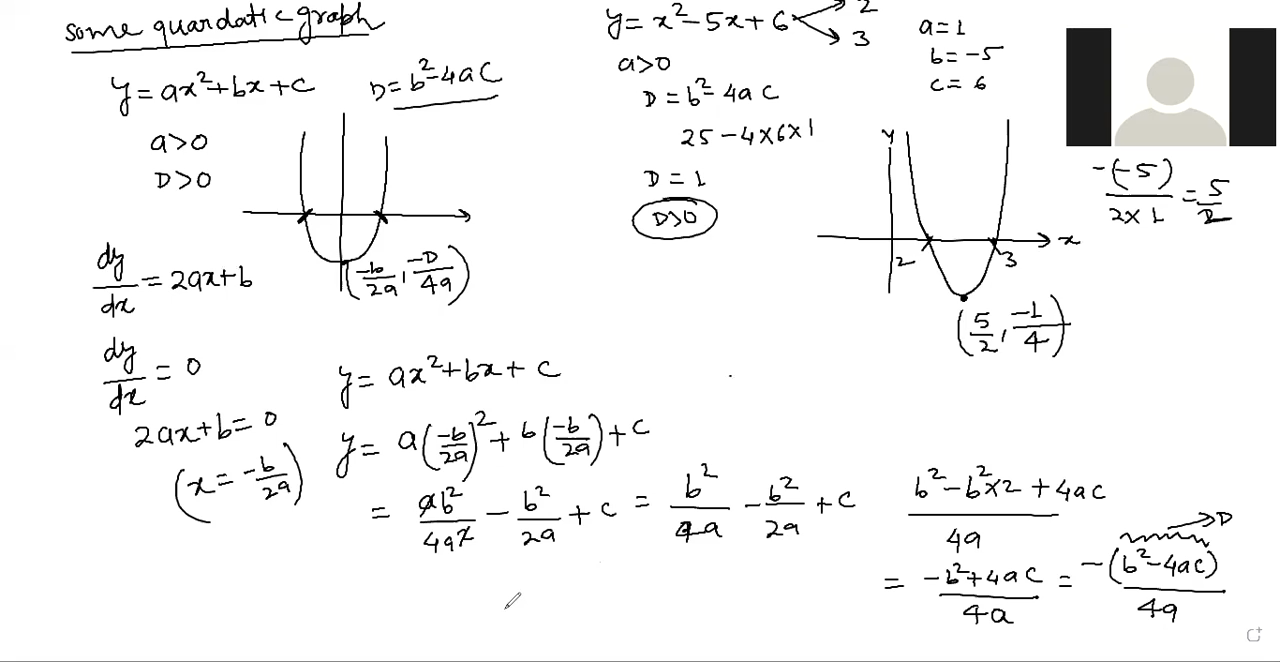 some quardatic graph
y = ax²+bx+c
D = b²-4ac
a>0
D>0
(-b/2a, -D/4a)
dy/dx = 2ax+b
dy/dx = 0
2ax+b=0
(x = -b/2a)
y = ax²+bx+c
y = a(-b/2a)² + b(-b/2a) + c
= ab²/4a² - b²/2a + c = b²/4a - b²/2a + c
b²-b²×2+4ac/4a
= -b²+4ac/4a = -(b²-4ac)/4a
D
y = x²-5x+6
2
3
a>0
D = b²-4ac
25-4×6×1
D = 1
D>0
a=1
b=-5
c=6
y
x
2
3
(5/2, -1/4)
-(-5)/2×1 = 5/2